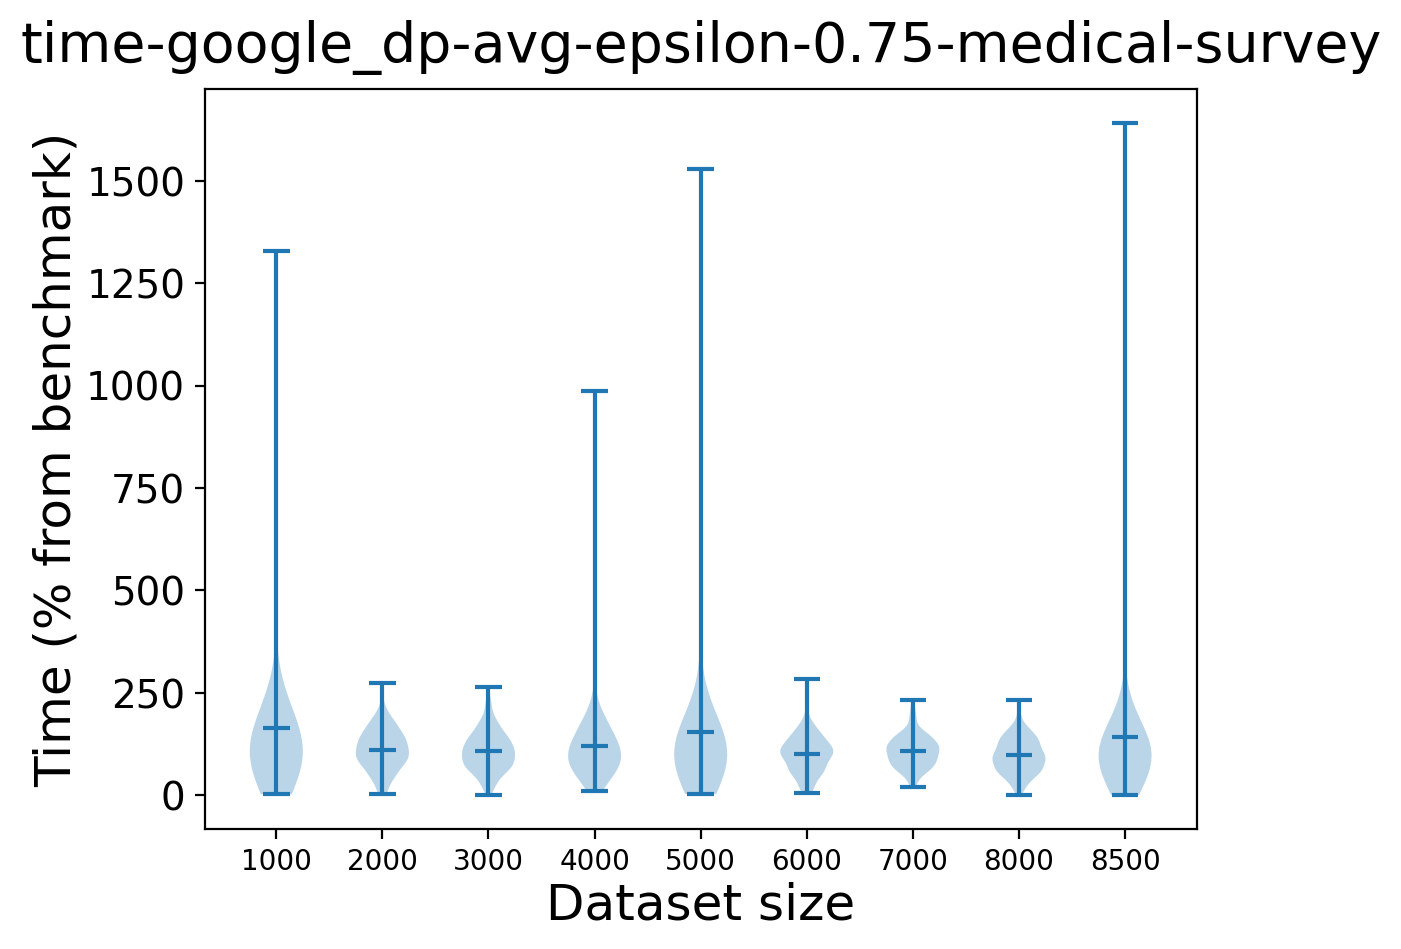 time-google_dp-avg-epsilon-0.75-medical-survey
Time (% from benchmark)
1500
1250
1000
750
500
250
0
1000 2000 3000 4000 5000 6000 7000 8000 8500
Dataset size